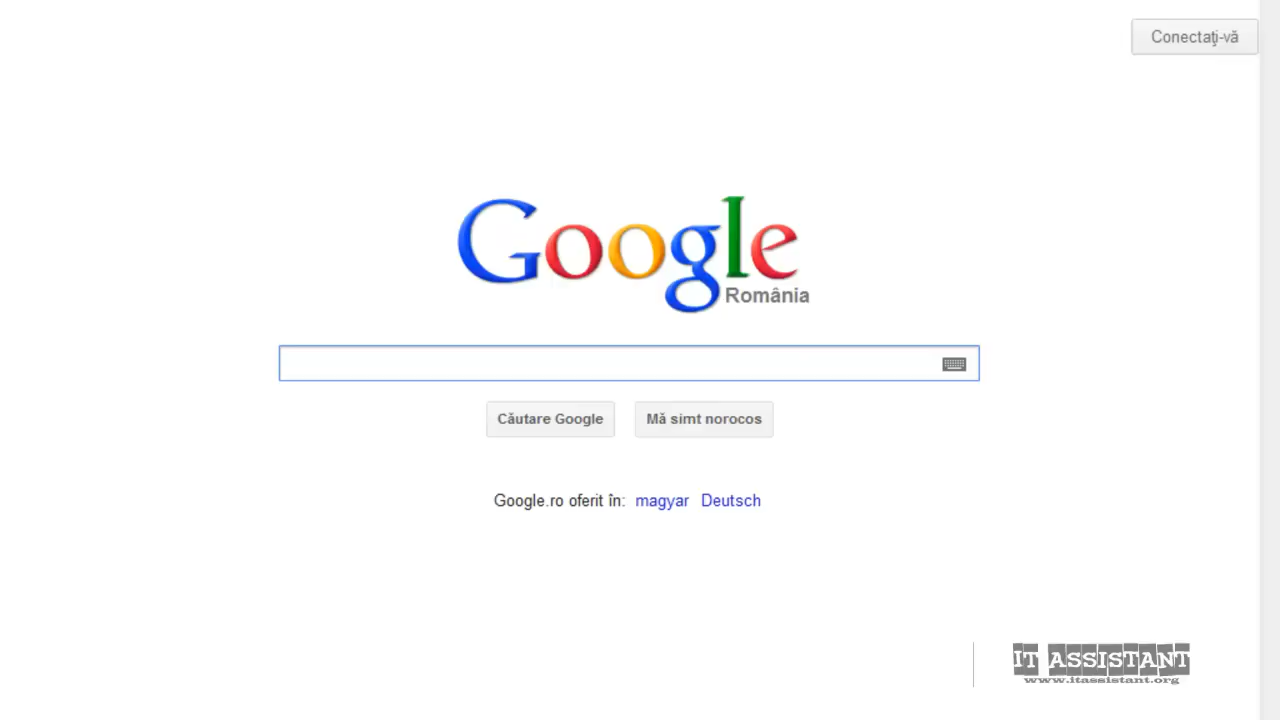 Conectaţi-vă
Google
România
Căutare Google
Mă simt norocos
Google.ro oferit în: magyar Deutsch
IT ASSISTANT
www.itassistant.org